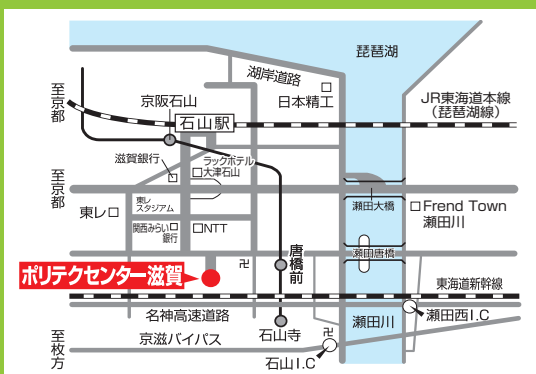 琵琶湖
湖岸道路
日本精工
至京都
京阪石山
石山駅
JR東海道本線
(琵琶湖線)
滋賀銀行
ラックホテル
大津石山
至京都
東レ
東レ
スタジアム
関西みらい
銀行
NTT
瀬田大橋
Frend Town
瀬田川
唐橋前
瀬田唐橋
卍
ポリテクセンター滋賀
東海道新幹線
名神高速道路
石山寺
瀬田川
瀬田西I.C
至枚方
京滋バイパス
石山I.C
卍